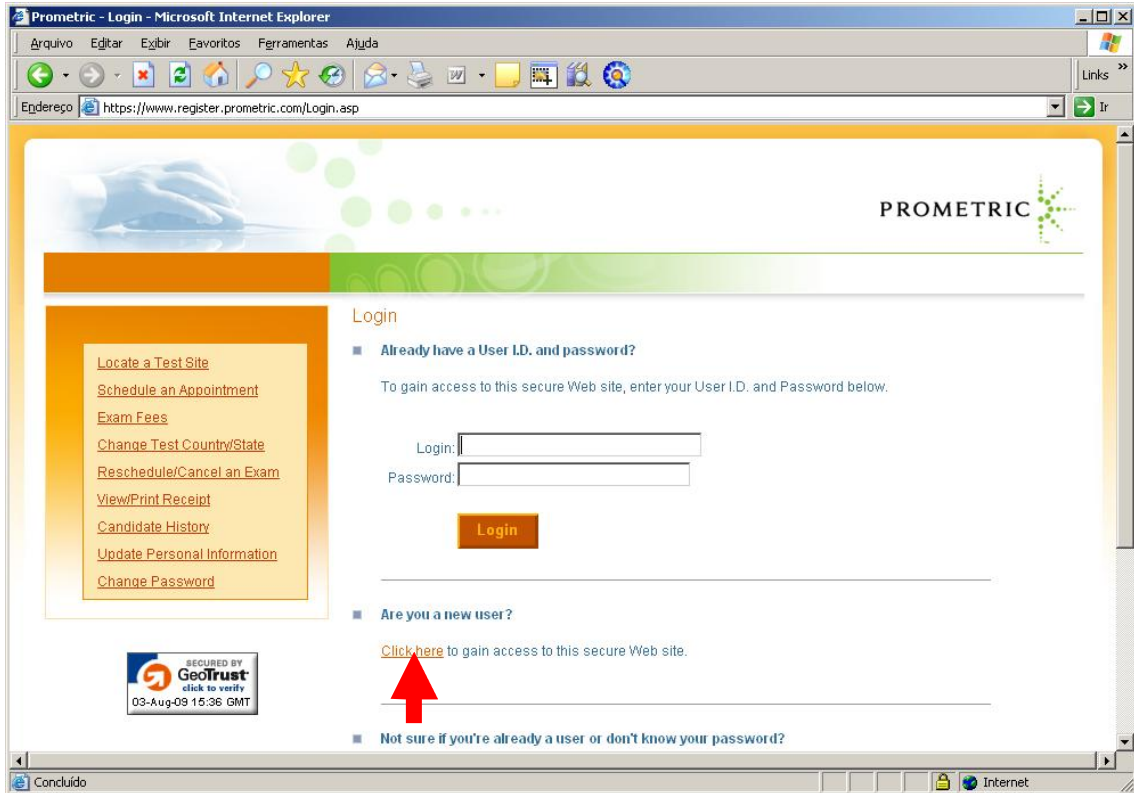 Prometric - Login - Microsoft Internet Explorer
Arquivo Editar Exibir Favoritos Ferramentas Ajuda
Links »
Endereço https://www.register.prometric.com/Login.asp Ir
PROMETRIC
Login
Already have a User I.D. and password?
To gain access to this secure Web site, enter your User I.D. and Password below.
Login:
Password:
Login
Locate a Test Site
Schedule an Appointment
Exam Fees
Change Test Country/State
Reschedule/Cancel an Exam
View/Print Receipt
Candidate History
Update Personal Information
Change Password
Are you a new user?
Click here to gain access to this secure Web site.
SECURED BY
GeoTrust
click to verify
03-Aug-09 15:36 GMT
Not sure if you're already a user or don't know your password?
Concluído Internet